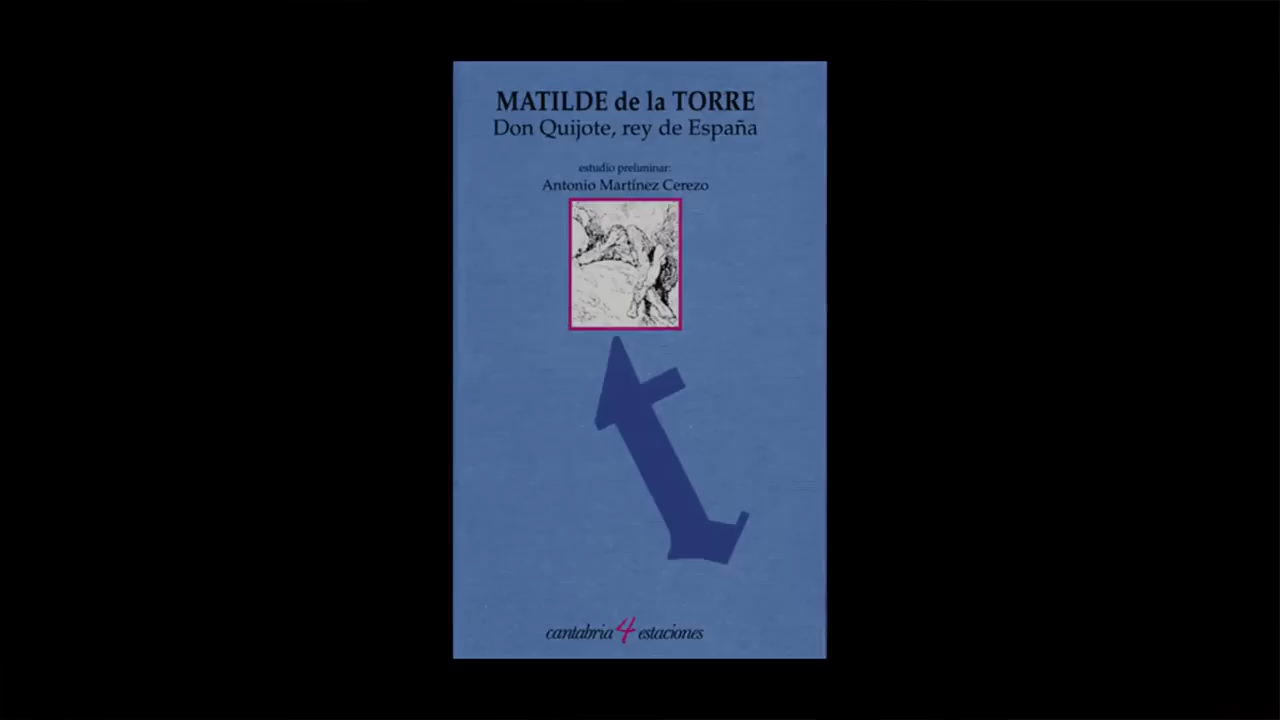 MATILDE de la TORRE
Don Quijote, rey de España
estudio preliminar:
Antonio Martínez Cerezo
cantabria 4 estaciones